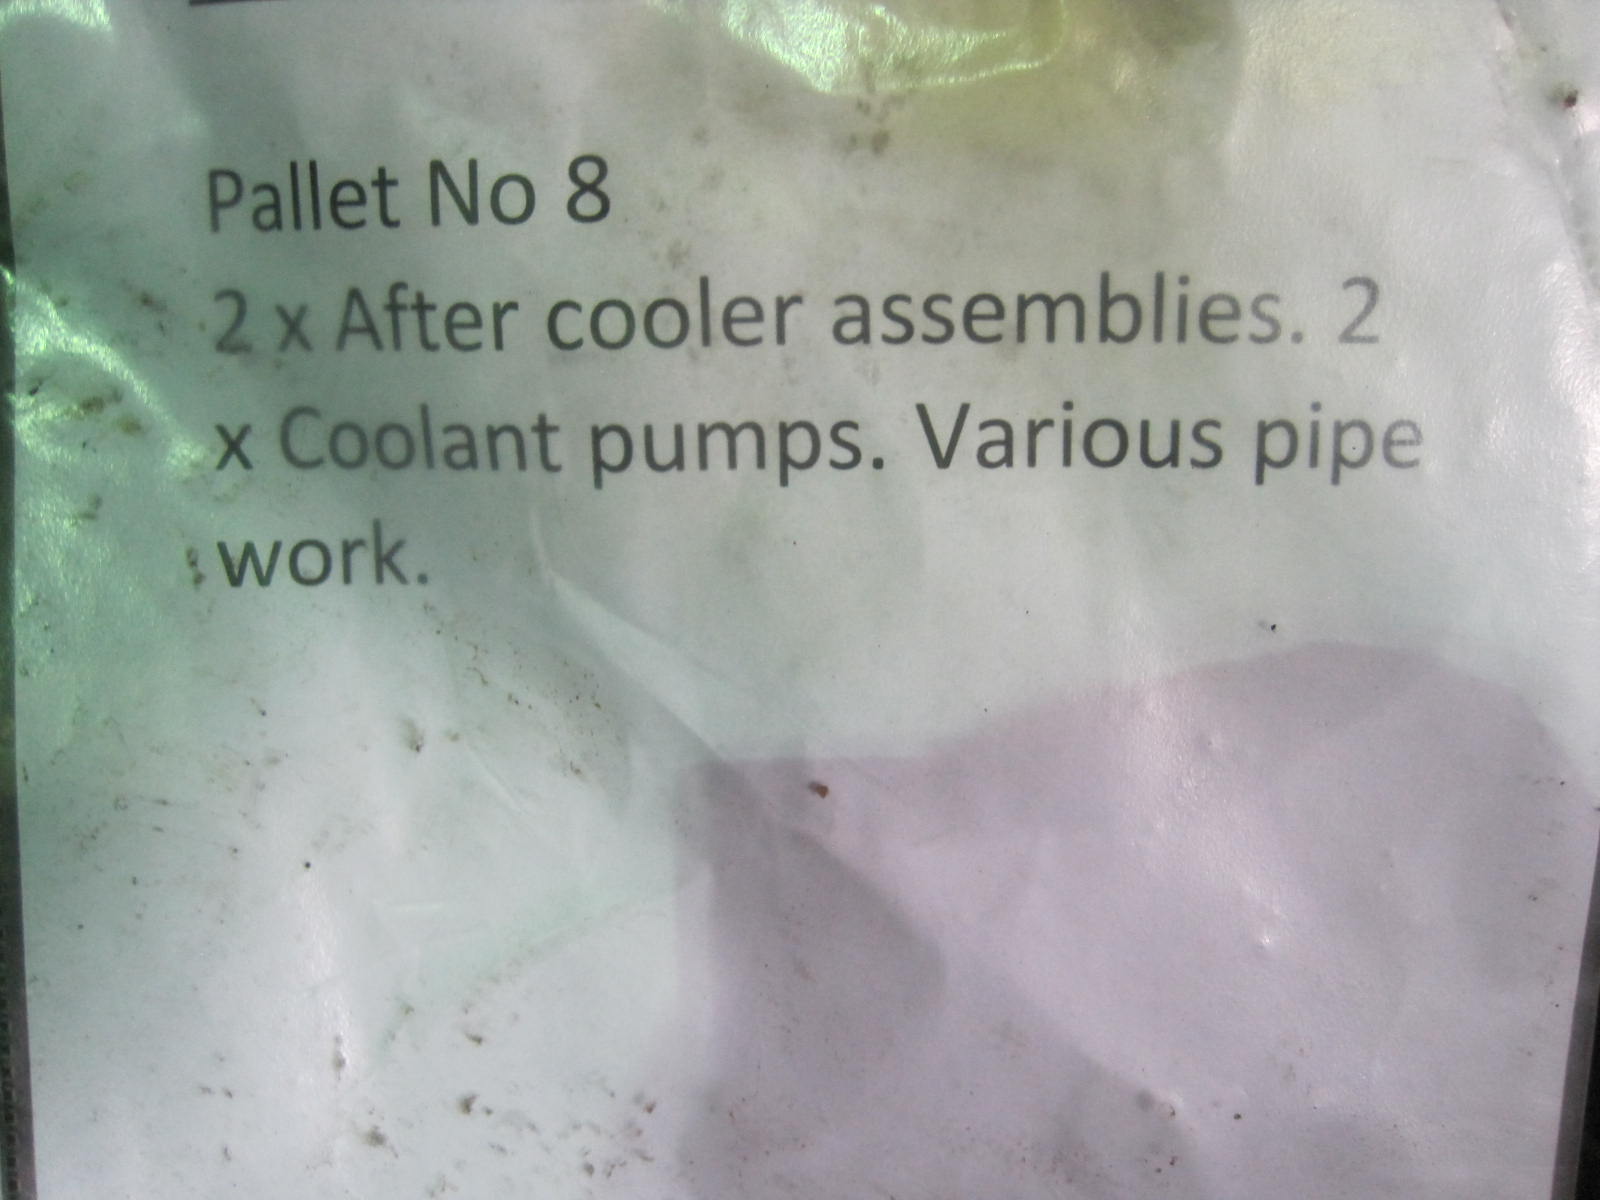 Pallet No 8
2 x After cooler assemblies. 2
x Coolant pumps. Various pipe
work.